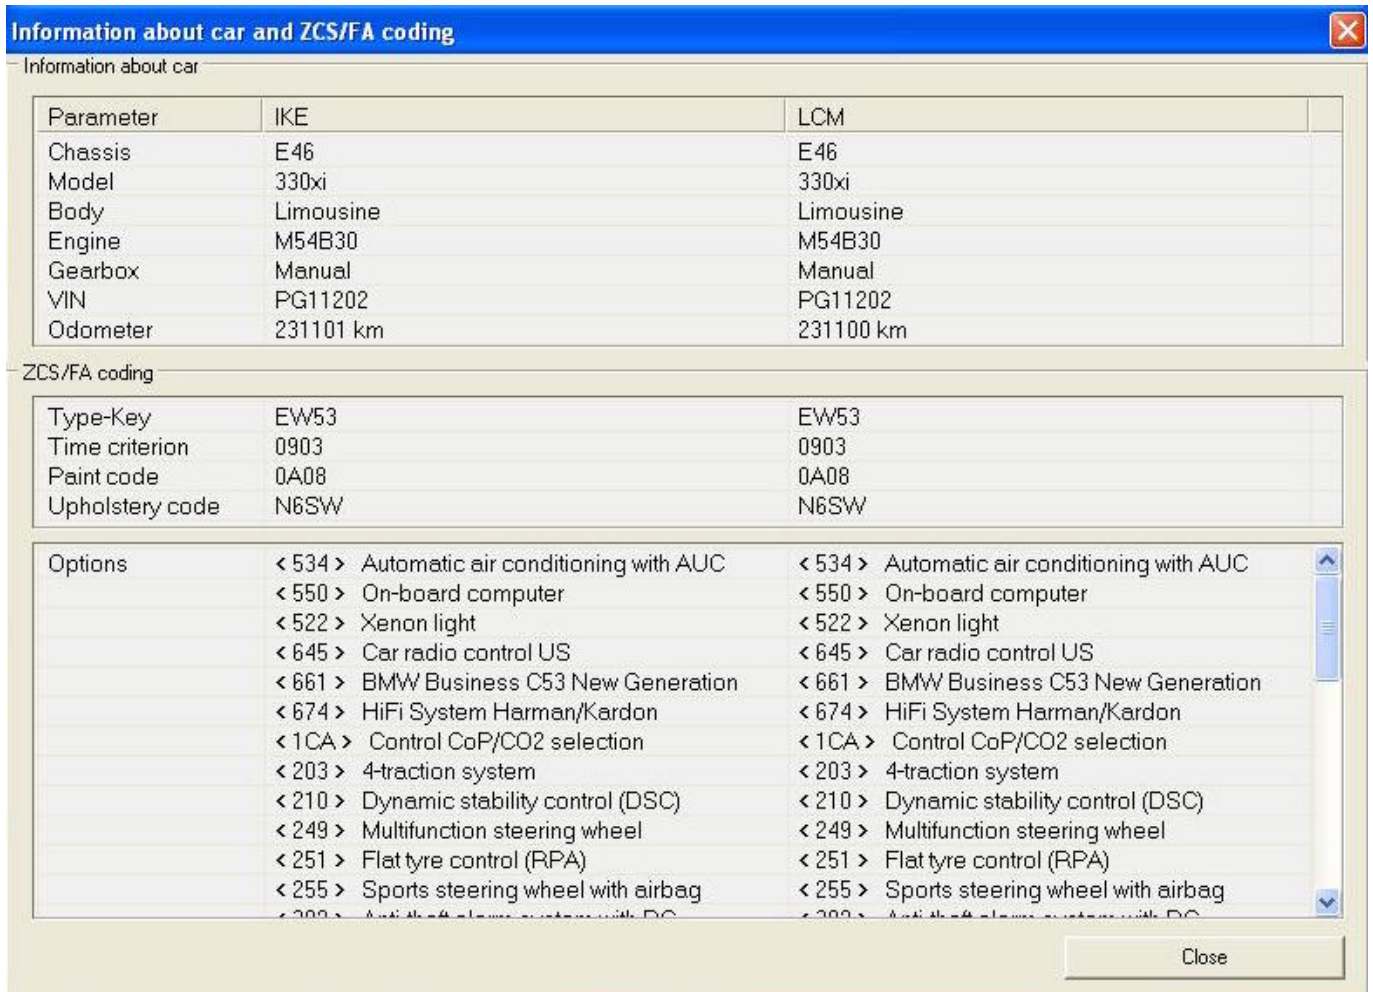 Information about car and ZCS/FA coding
Information about car
Parameter IKE LCM
Chassis E46 E46
Model 330xi 330xi
Body Limousine Limousine
Engine M54B30 M54B30
Gearbox Manual Manual
VIN PG11202 PG11202
Odometer 231101 km 231100 km
ZCS/FA coding
Type-Key EW53 EW53
Time criterion 0903 0903
Paint code 0A08 0A08
Upholstery code N6SW N6SW
Options < 534 > Automatic air conditioning with AUC < 534 > Automatic air conditioning with AUC
< 550 > On-board computer < 550 > On-board computer
< 522 > Xenon light < 522 > Xenon light
< 645 > Car radio control US < 645 > Car radio control US
< 661 > BMW Business C53 New Generation < 661 > BMW Business C53 New Generation
< 674 > HiFi System Harman/Kardon < 674 > HiFi System Harman/Kardon
< 1CA > Control CoP/CO2 selection < 1CA > Control CoP/CO2 selection
< 203 > 4-traction system < 203 > 4-traction system
< 210 > Dynamic stability control (DSC) < 210 > Dynamic stability control (DSC)
< 249 > Multifunction steering wheel < 249 > Multifunction steering wheel
< 251 > Flat tyre control (RPA) < 251 > Flat tyre control (RPA)
< 255 > Sports steering wheel with airbag < 255 > Sports steering wheel with airbag
Close